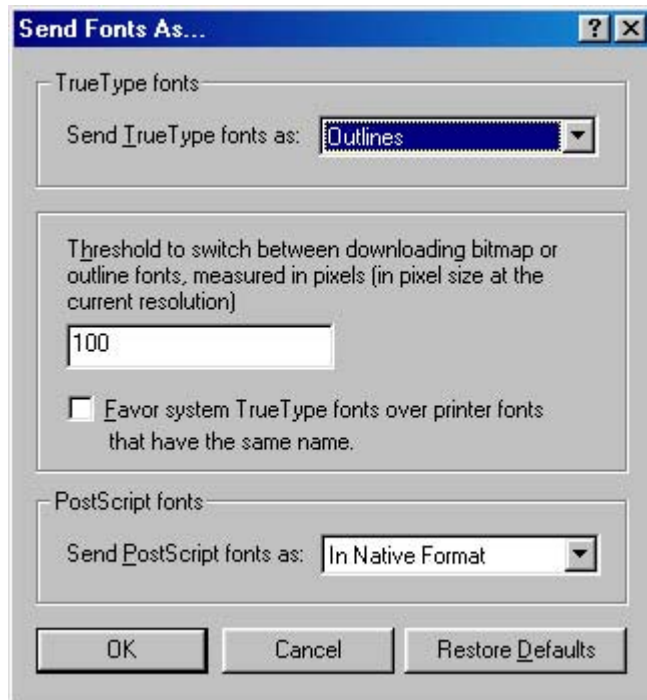 Send Fonts As...
TrueType fonts
Send TrueType fonts as: Outlines
Threshold to switch between downloading bitmap or
outline fonts, measured in pixels (in pixel size at the
current resolution)
100
Favor system TrueType fonts over printer fonts
that have the same name.
PostScript fonts
Send PostScript fonts as: In Native Format
OK Cancel Restore Defaults